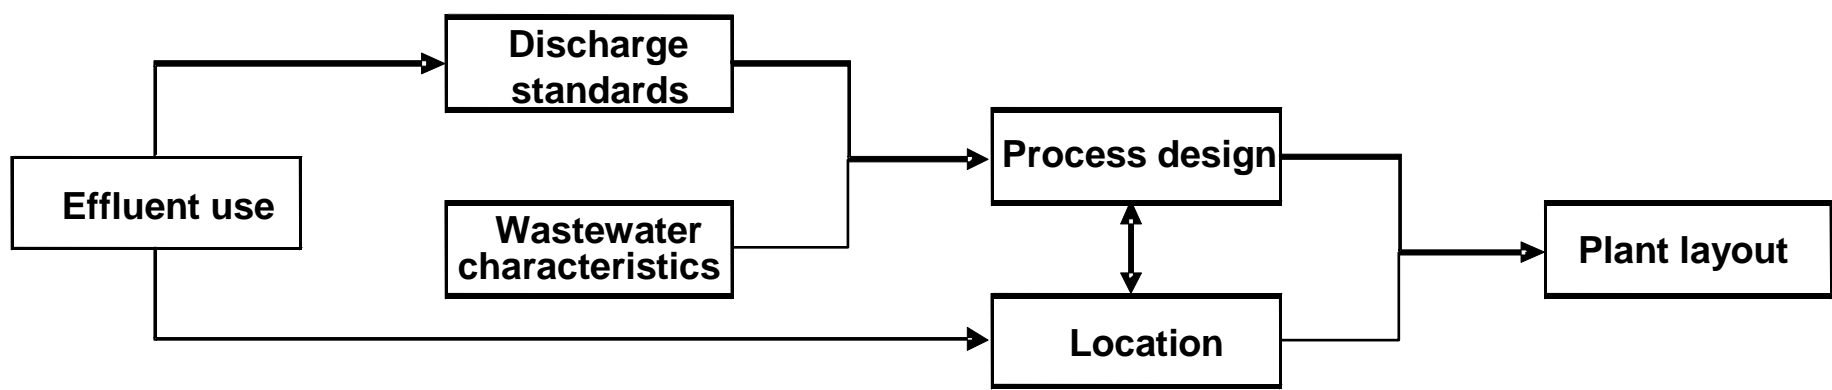 Effluent use
Discharge
standards
Wastewater
characteristics
Process design
Location
Plant layout